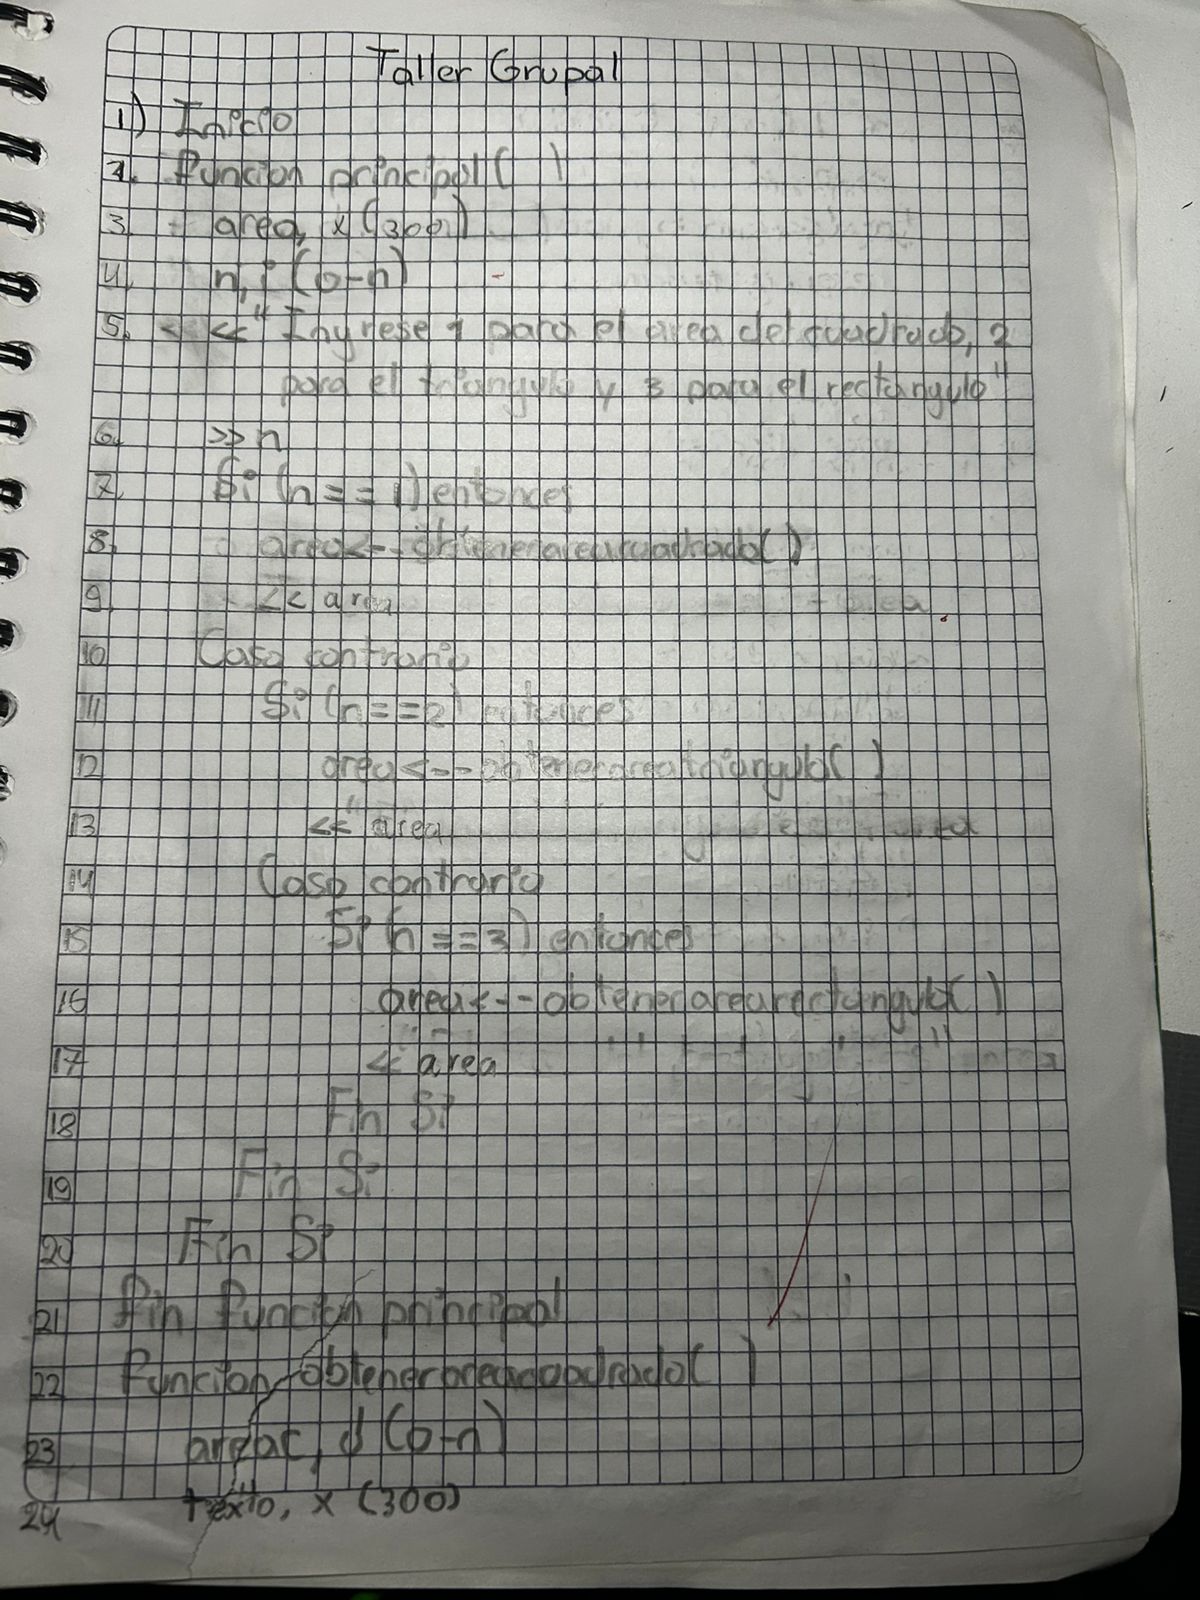 Taller Grupal
1) Inicio
2. funcion principal( )
3. area, x (300)
4. n, i (0-n)
5. << " Ingrese 1 para el area del cuadrado, 2
para el triangulo y 3 para el rectangulo"
6. >> n
7. Si (n == 1) entonces
8. area<--obtenerareacuadrado( )
9. << area
10 Caso contrario
11 Si (n==2) entonces
12 area<--obtenerareatriangulo( )
13 << area
14 Caso contrario
15 Si (n==3) entonces
16 area<--obtenerarearectangulo( )
17 << area
18 Fin Si
19 Fin Si
20 Fin Si
21 fin funcion principal
22 funcion obtenerareacuadrado( )
23 areac, d (0-n)
24 texto, x (300)